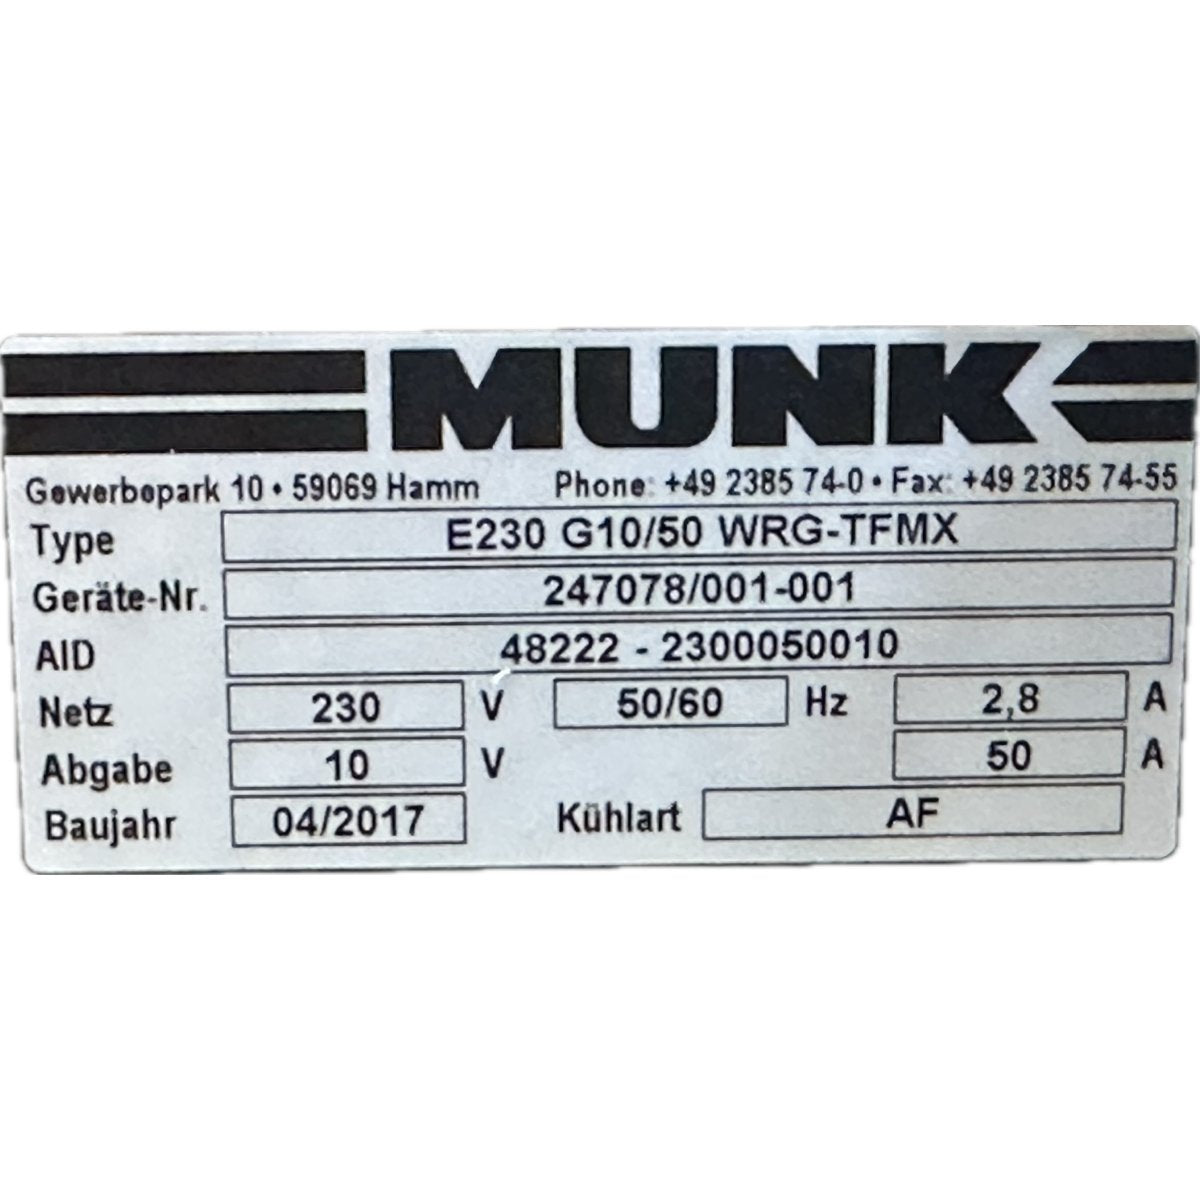 MUNK
Gewerbepark 10 • 59069 Hamm Phone: +49 2385 74-0 • Fax: +49 2385 74-55
Type E230 G10/50 WRG-TFMX
Geräte-Nr. 247078/001-001
AID 48222 - 2300050010
Netz 230 V 50/60 Hz 2,8 A
Abgabe 10 V 50 A
Baujahr 04/2017 Kühlart AF